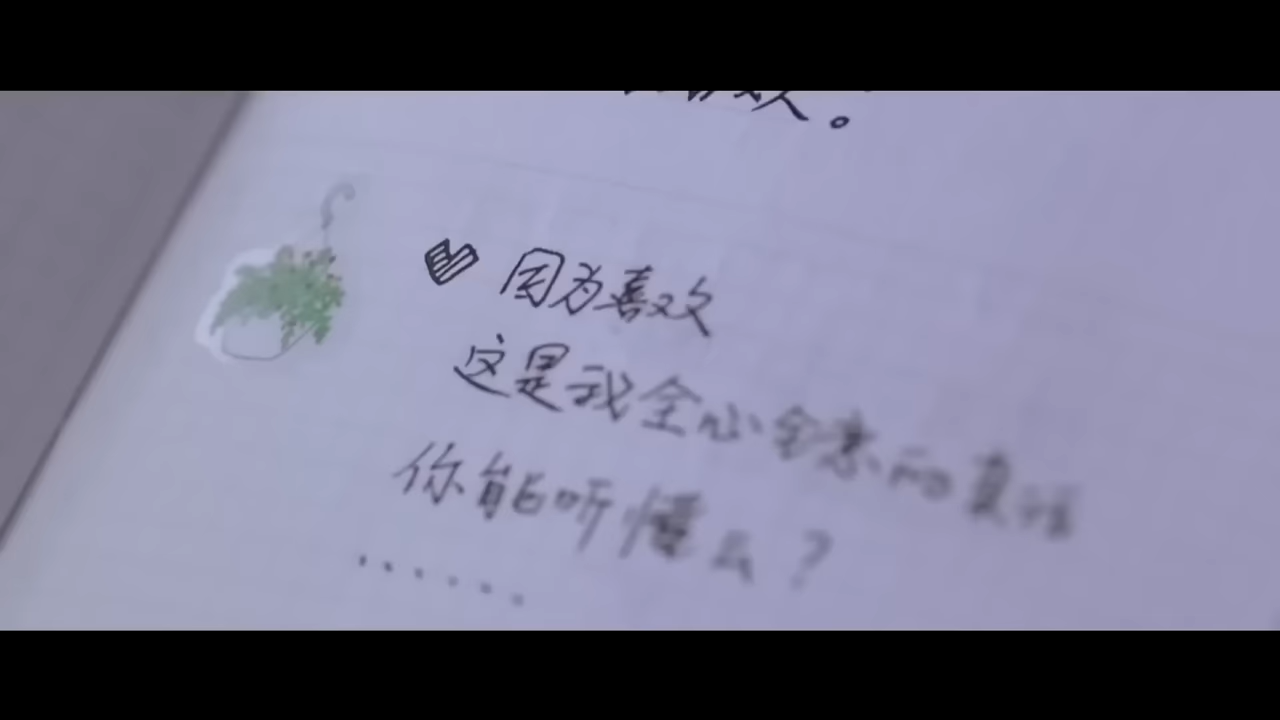 欢。
因为喜欢
这是我全心全意的真话
你能听懂么?
......